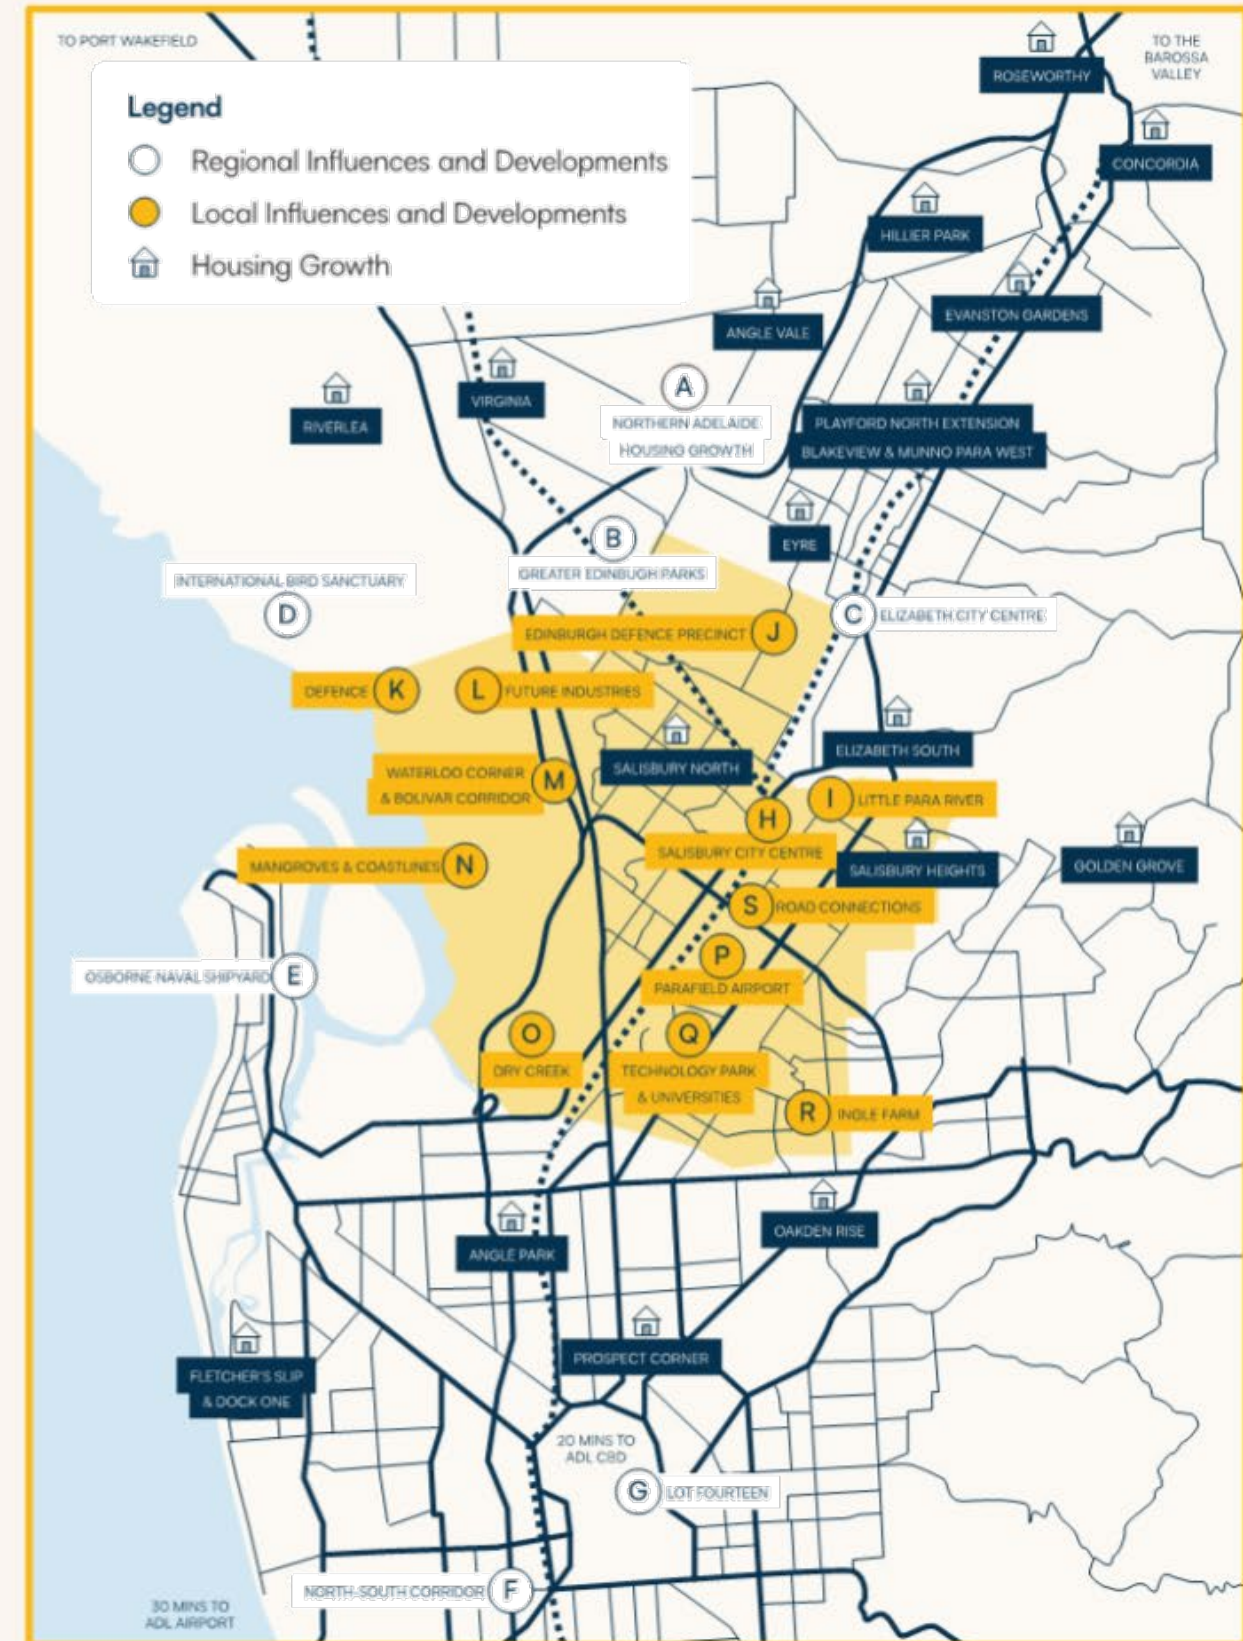 TO PORT WAKEFIELD
TO THE
BAROSSA
VALLEY
ROSEWORTHY
Legend
Regional Influences and Developments
Local Influences and Developments
Housing Growth
CONCORDIA
HILLIER PARK
EVANSTON GARDENS
ANGLE VALE
VIRGINIA
RIVERLEA
A
NORTHERN ADELAIDE
HOUSING GROWTH
PLAYFORD NORTH EXTENSION
BLAKEVIEW & MUNNO PARA WEST
B
GREATER EDINBUGH PARKS
EYRE
INTERNATIONAL BIRD SANCTUARY
D
C ELIZABETH CITY CENTRE
EDINBURGH DEFENCE PRECINCT J
DEFENCE K
L FUTURE INDUSTRIES
ELIZABETH SOUTH
SALISBURY NORTH
WATERLOO CORNER
& BOLIVAR CORRIDOR
M
I LITTLE PARA RIVER
H
SALISBURY CITY CENTRE
SALISBURY HEIGHTS
GOLDEN GROVE
MANGROVES & COASTLINES N
S ROAD CONNECTIONS
P
PARAFIELD AIRPORT
OSBORNE NAVAL SHIPYARD E
O
DRY CREEK
Q
TECHNOLOGY PARK
& UNIVERSITIES
R INGLE FARM
OAKDEN RISE
ANGLE PARK
PROSPECT CORNER
FLETCHER'S SLIP
& DOCK ONE
20 MINS TO
ADL CBD
G LOT FOURTEEN
NORTH-SOUTH CORRIDOR F
30 MINS TO
ADL AIRPORT